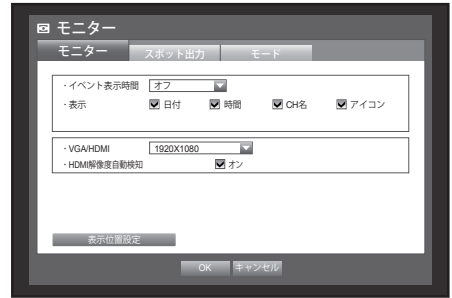 モニター
モニター スポット出力 モード
・イベント表示時間 オフ
・表示 日付 時間 CH名 アイコン
・VGA/HDMI 1920X1080
・HDMI解像度自動検知 オン
表示位置設定
OK キャンセル